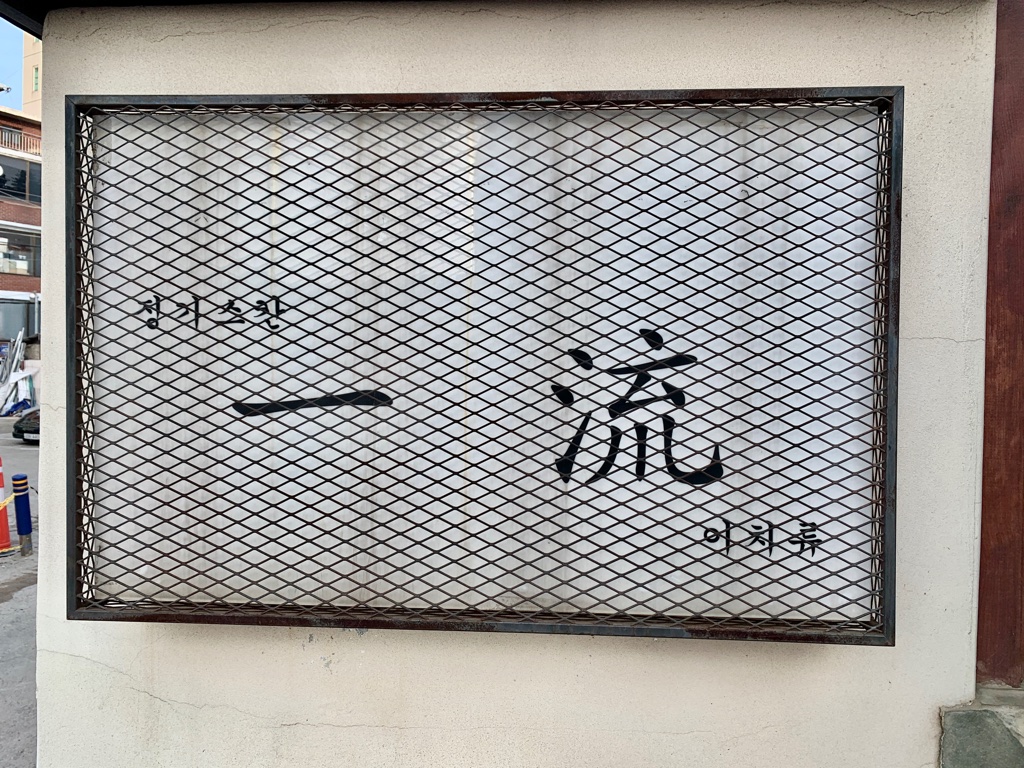 징기스칸
一 流
이치류